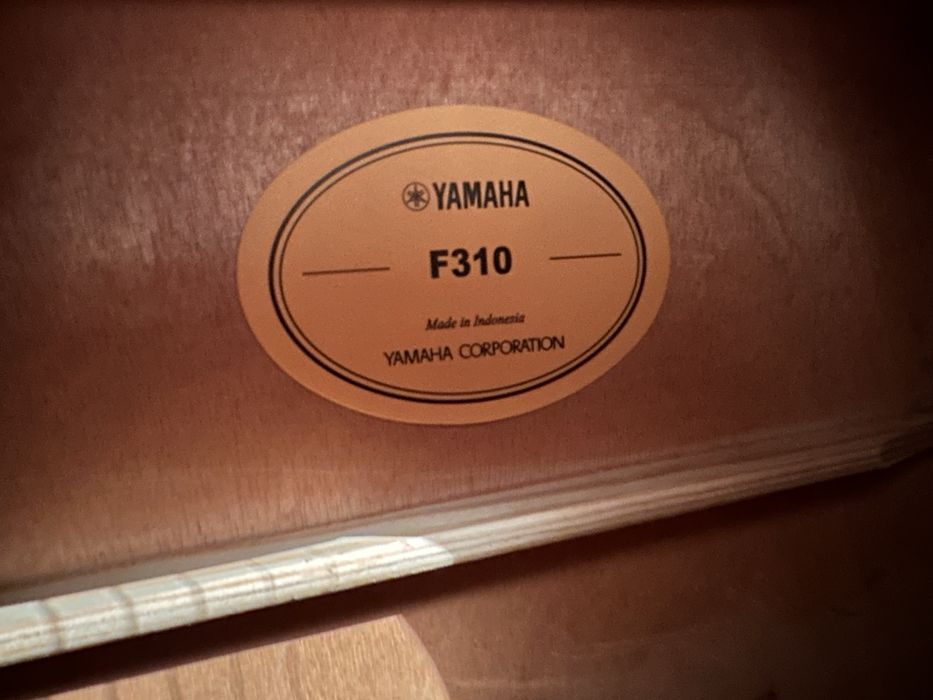 YAMAHA
F310
Made in Indonesia
YAMAHA CORPORATION